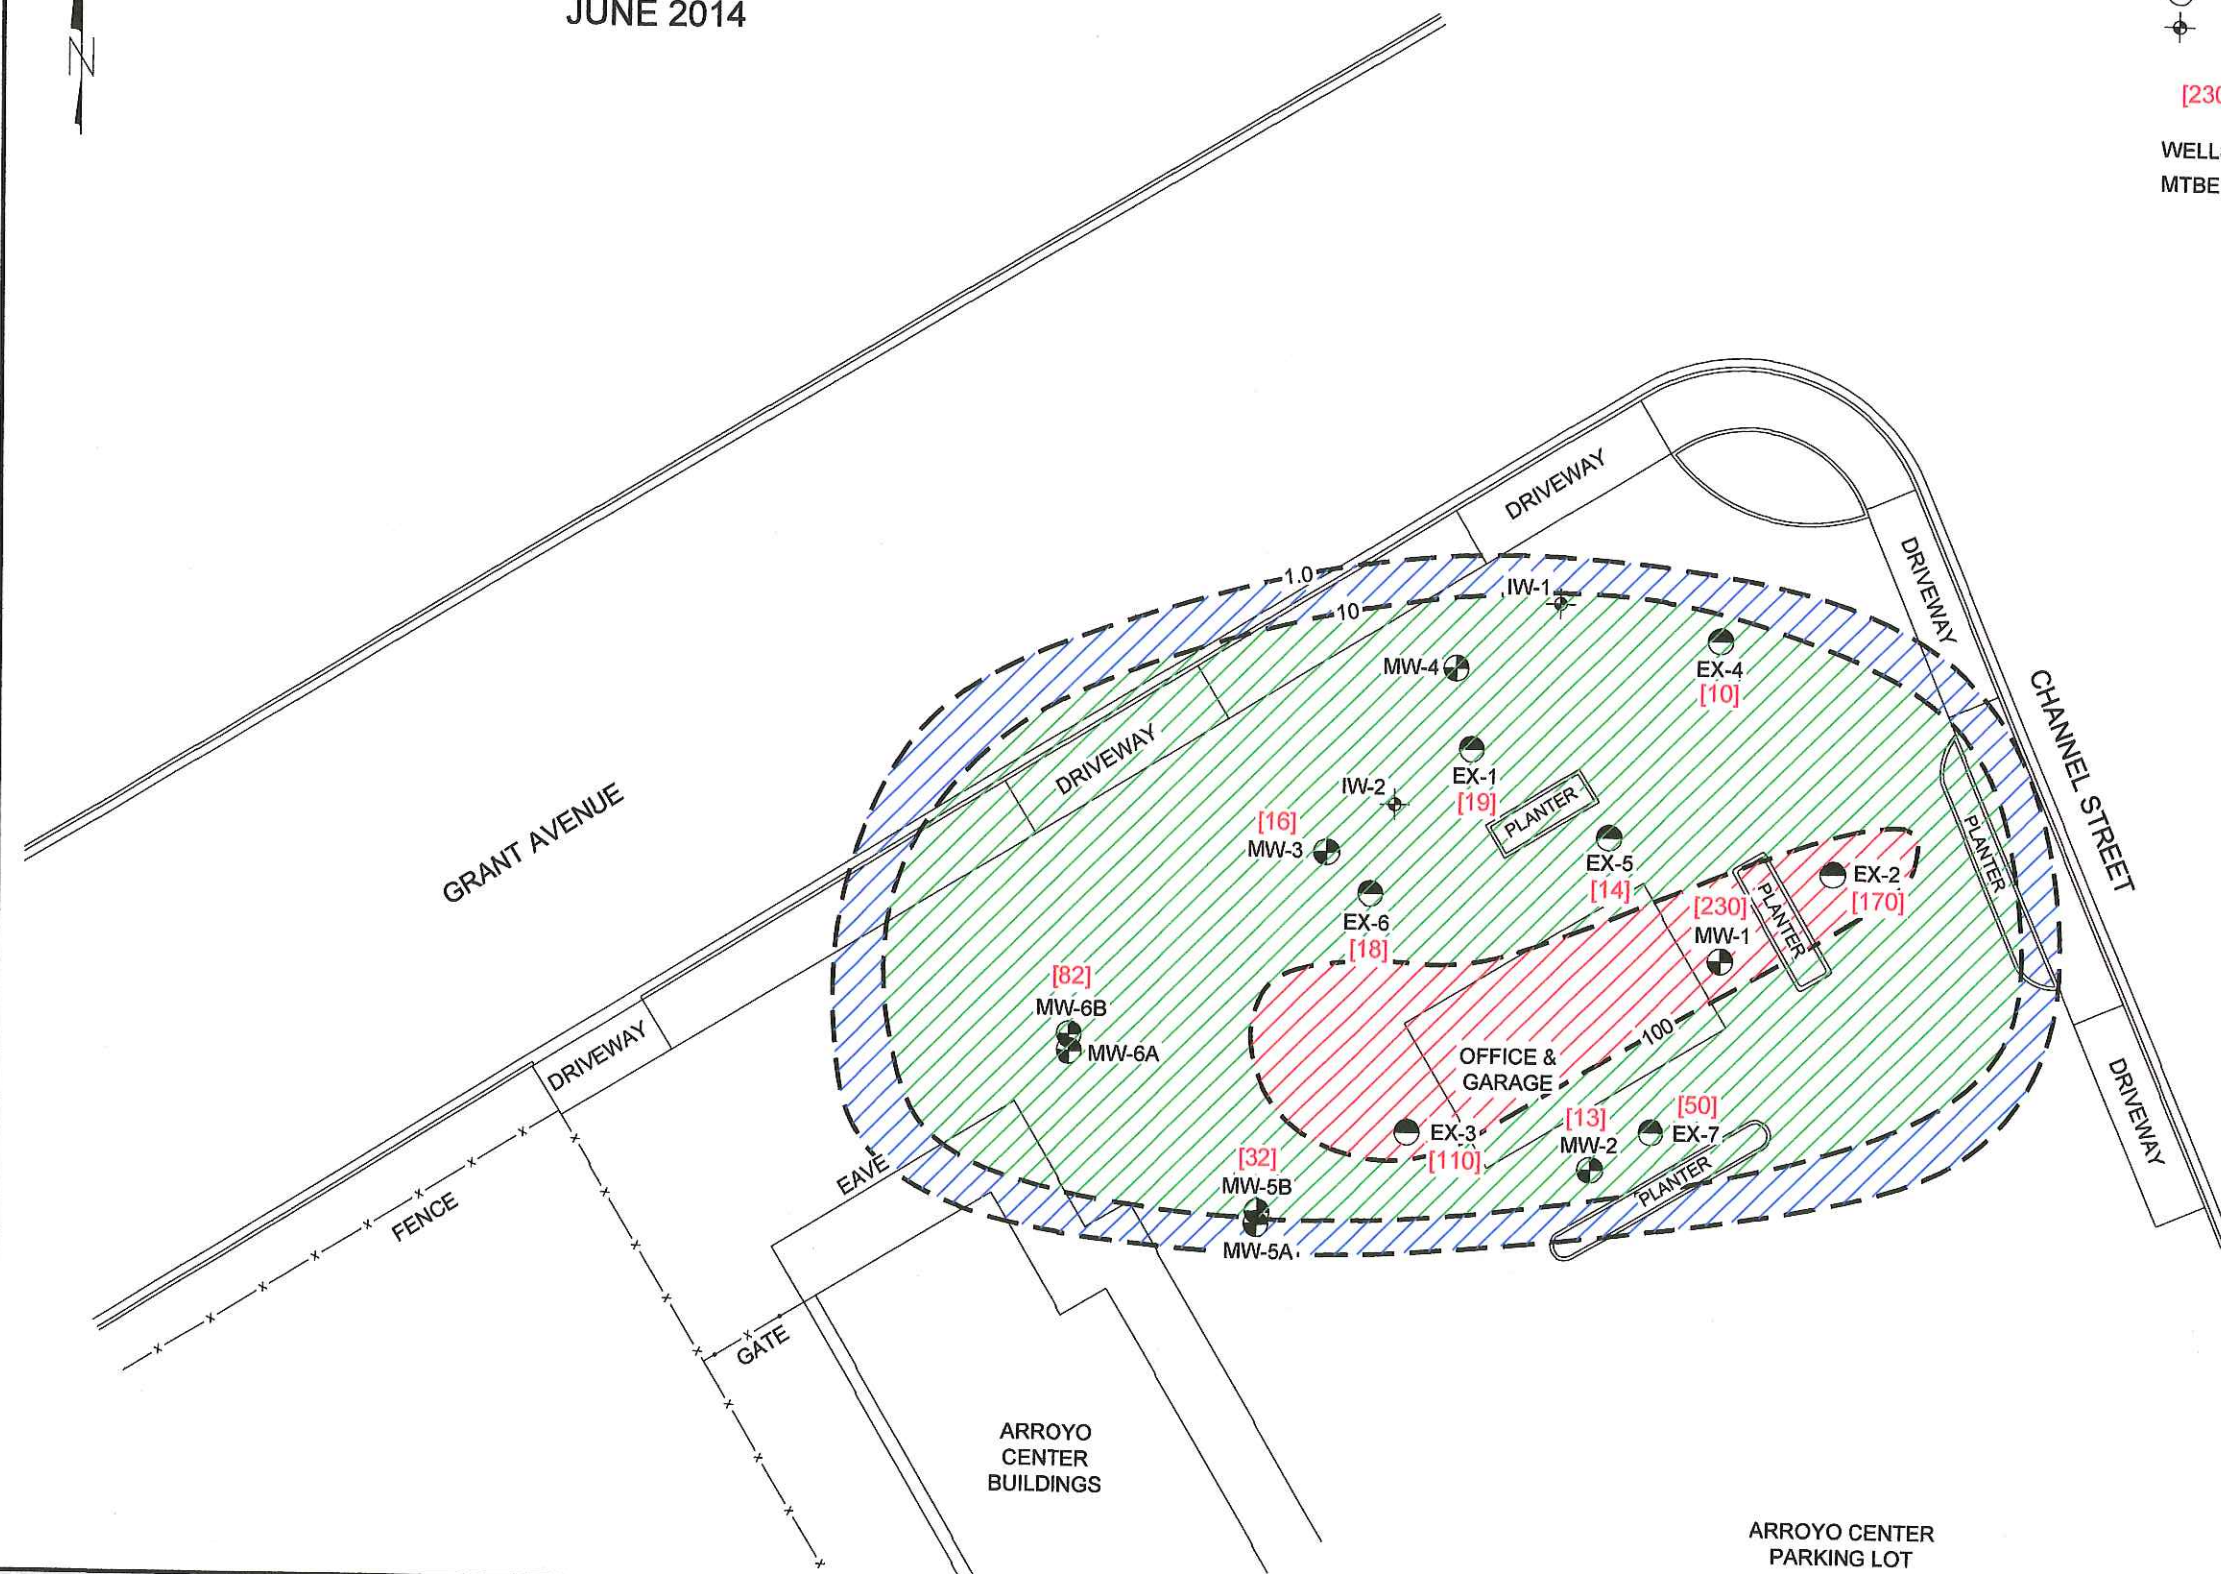 JUNE 2014
N
[230
WELL
MTBE
DRIVEWAY
DRIVEWAY
1.0
10
IW-1
MW-4
EX-4
[10]
CHANNEL STREET
DRIVEWAY
EX-1
[19]
IW-2
PLANTER
[16]
MW-3
GRANT AVENUE
EX-5
[14]
PLANTER
EX-2
[170]
[230]
MW-1
PLANTER
EX-6
[18]
[82]
MW-6B
MW-6A
100
OFFICE &
GARAGE
DRIVEWAY
DRIVEWAY
[50]
EX-7
[13]
MW-2
EX-3
[110]
PLANTER
[32]
MW-5B
MW-5A
EAVE
FENCE
GATE
ARROYO
CENTER
BUILDINGS
ARROYO CENTER
PARKING LOT